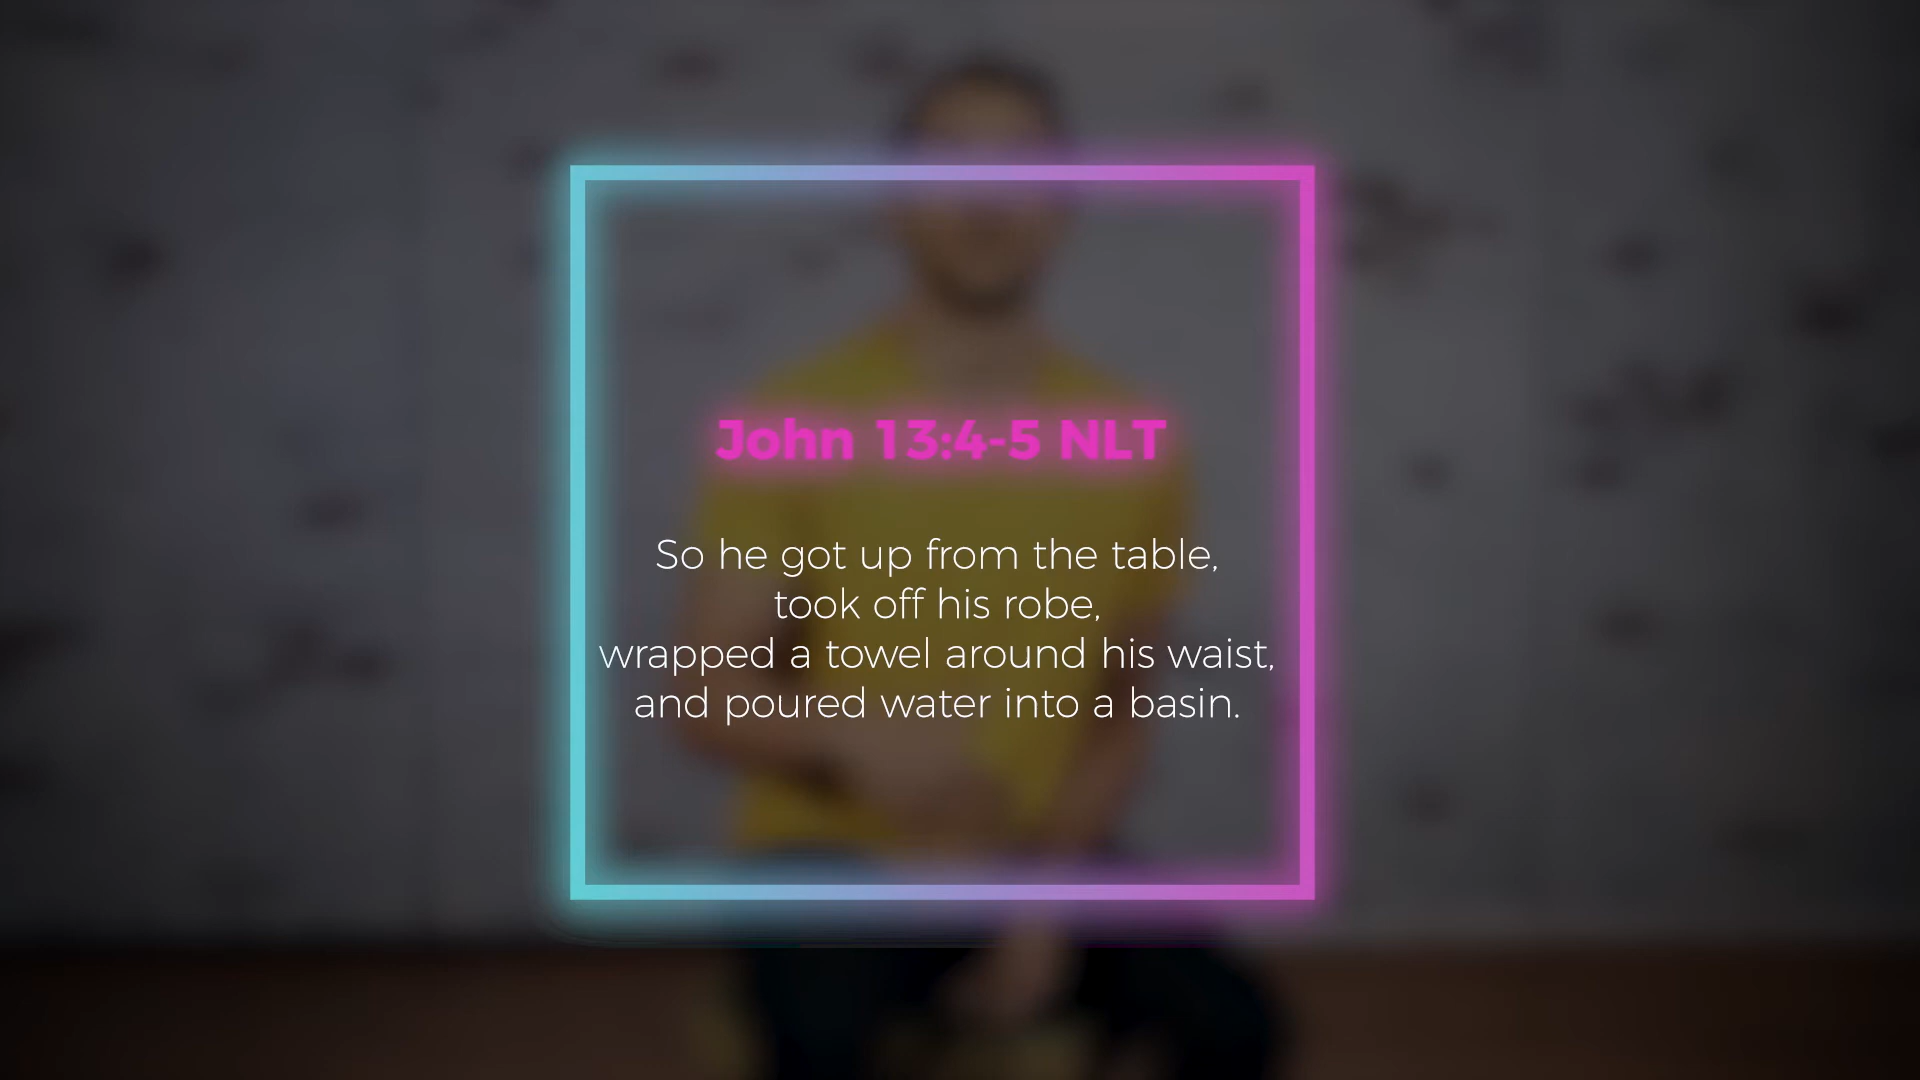 John 13:4-5 NLT
So he got up from the table,
took off his robe,
wrapped a towel around his waist,
and poured water into a basin.